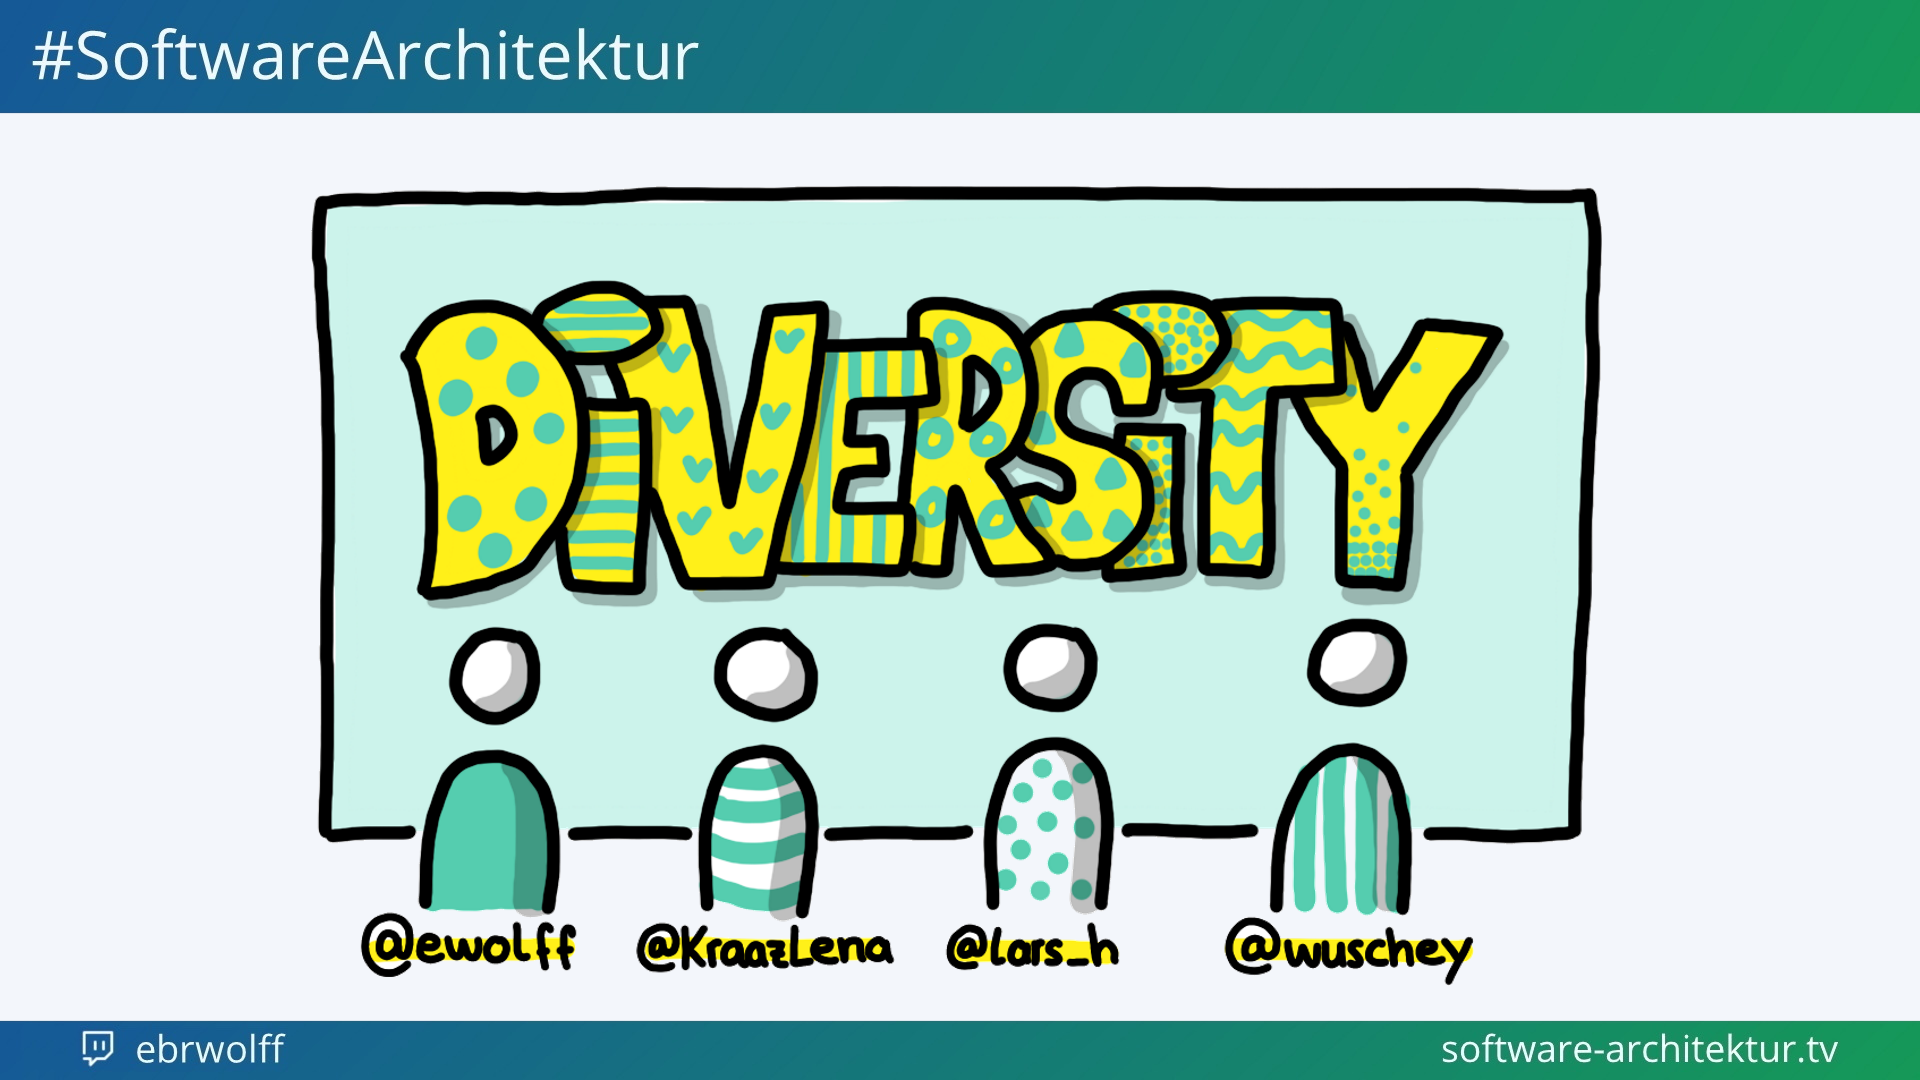 #SoftwareArchitektur
DiVERSiTY
@ewolff @KraazLena @lars_h @wuschey
ebrwolff software-architektur.tv